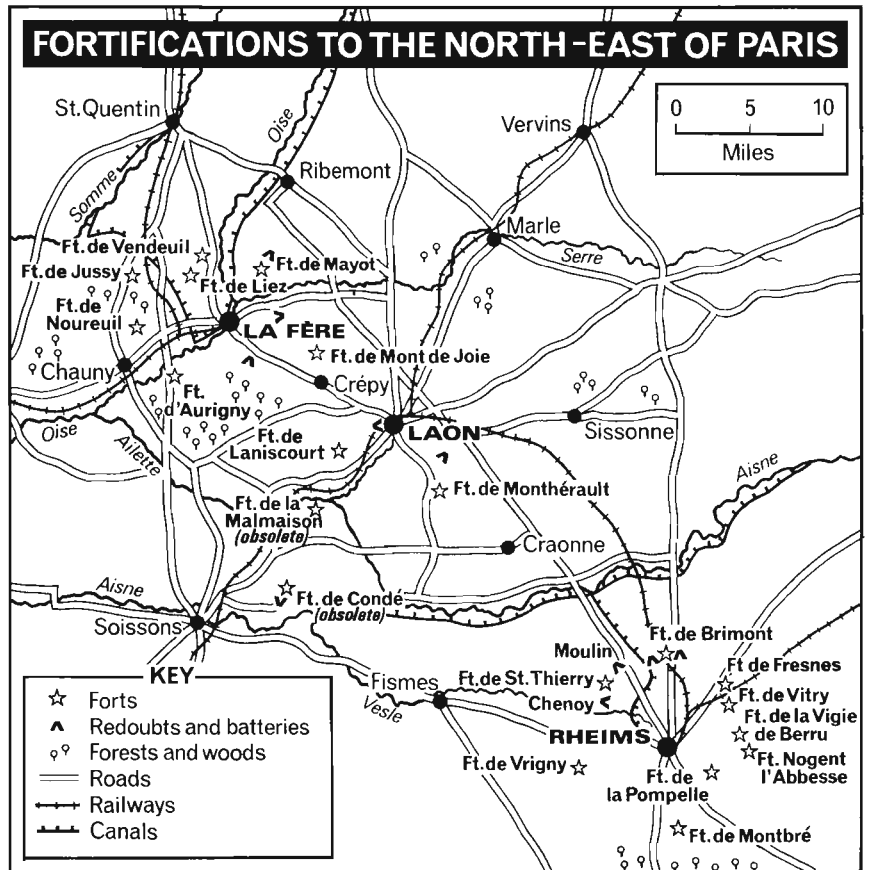 FORTIFICATIONS TO THE NORTH-EAST OF PARIS
0 5 10
Miles
St.Quentin
Oise
Vervins
Ribemont
Somme
Marle
Serre
Ft.de Vendeuil
Ft.de Jussy
Ft.de Mayot
Ft.de Liez
Ft.de
Noureuil
LA FÈRE
Ft.de Mont de Joie
Chauny
Crépy
Ft.
d'Aurigny
LAON
Sissonne
Oise
Ailette
Ft.de
Laniscourt
Aisne
Ft.de Monthérault
Ft.de la
Malmaison
(obsolete)
Craonne
Aisne
Ft.de Condé
(obsolete)
Soissons
Moulin
Ft.de Brimont
Ft de Fresnes
Ft.de St.Thierry
Ft.de Vitry
Fismes
Vesle
Chenoy
Ft.de la Vigie
de Berru
RHEIMS
Ft. Nogent
l'Abbesse
Ft.de Vrigny
Ft.de
la Pompelle
Ft.de Montbré
KEY
Forts
Redoubts and batteries
Forests and woods
Roads
Railways
Canals